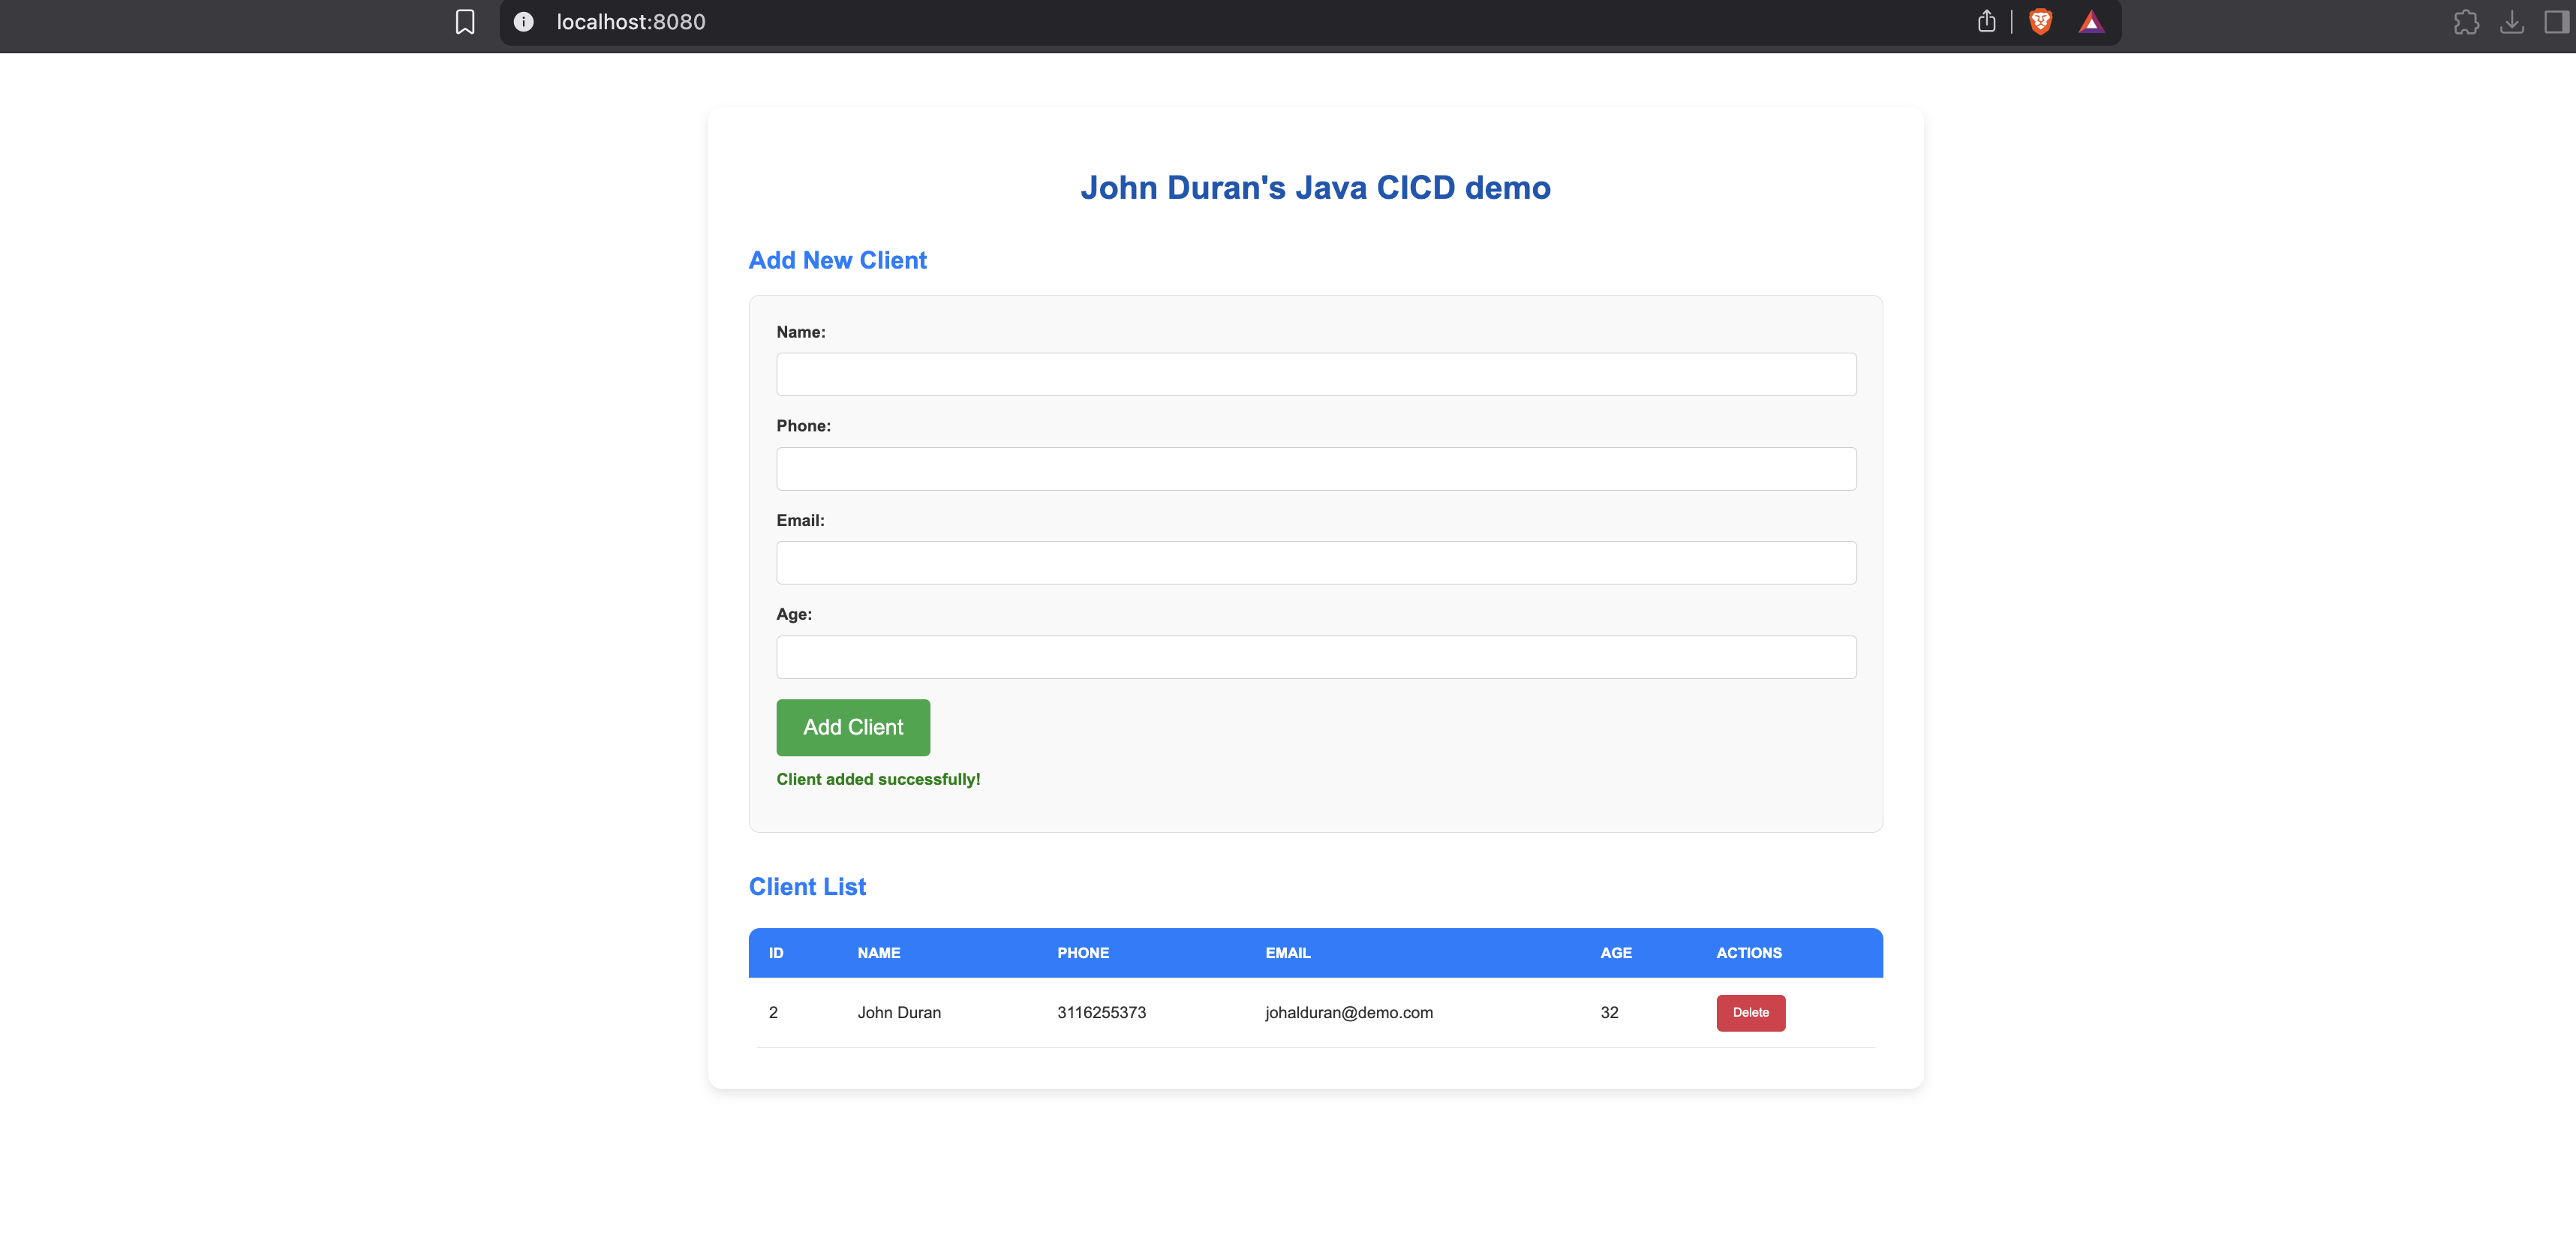 localhost:8080
John Duran's Java CICD demo
Add New Client
Name:
Phone:
Email:
Age:
Add Client
Client added successfully!
Client List
ID NAME PHONE EMAIL AGE ACTIONS
2 John Duran 3116255373 johalduran@demo.com 32 Delete